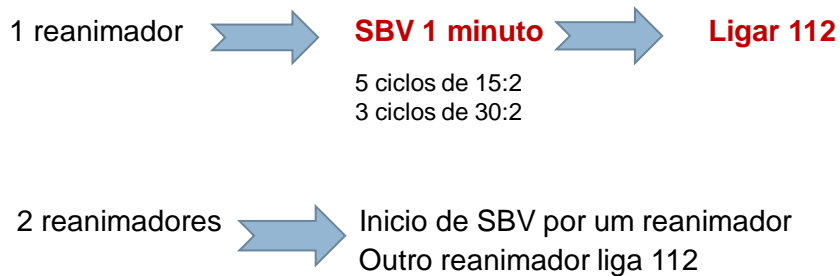 1 reanimador SBV 1 minuto Ligar 112
5 ciclos de 15:2
3 ciclos de 30:2
2 reanimadores Inicio de SBV por um reanimador
Outro reanimador liga 112